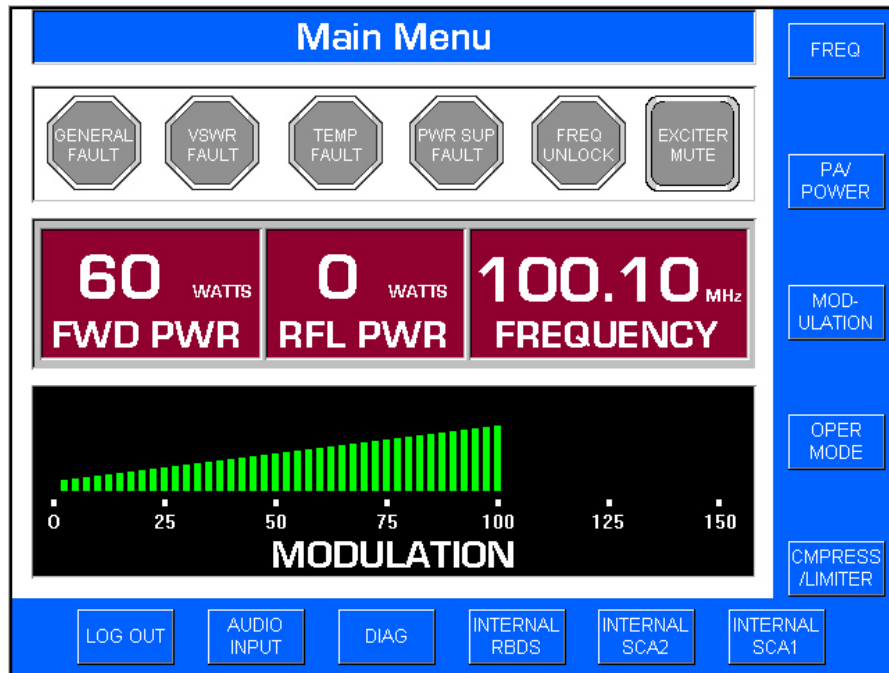 Main Menu
FREQ
GENERAL
FAULT
VSWR
FAULT
TEMP
FAULT
PWR SUP
FAULT
FREQ
UNLOCK
EXCITER
MUTE
PA/
POWER
60 WATTS
FWD PWR
0 WATTS
RFL PWR
100.10 MHz
FREQUENCY
MOD-
ULATION
0 25 50 75 100 125 150
MODULATION
OPER
MODE
CMPRESS
/LIMITER
LOG OUT
AUDIO
INPUT
DIAG
INTERNAL
RBDS
INTERNAL
SCA2
INTERNAL
SCA1